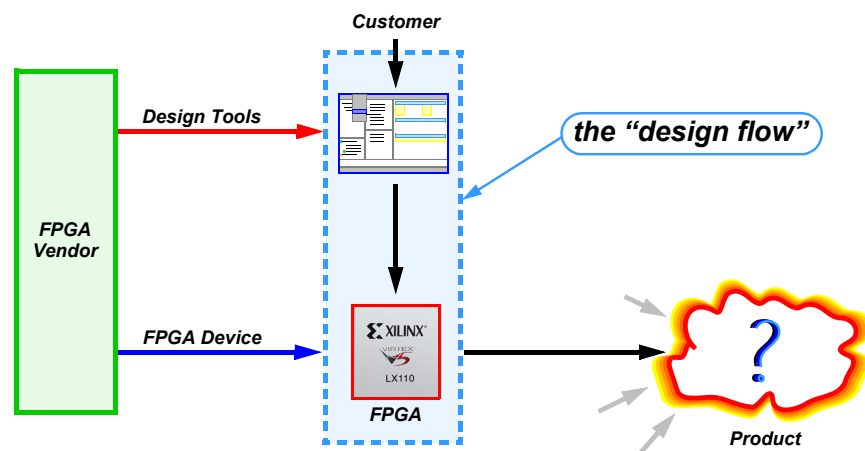 Customer
Design Tools
the “design flow”
FPGA
Vendor
FPGA Device
XILINX®
VIRTEX 5
LX110
FPGA
Product
?